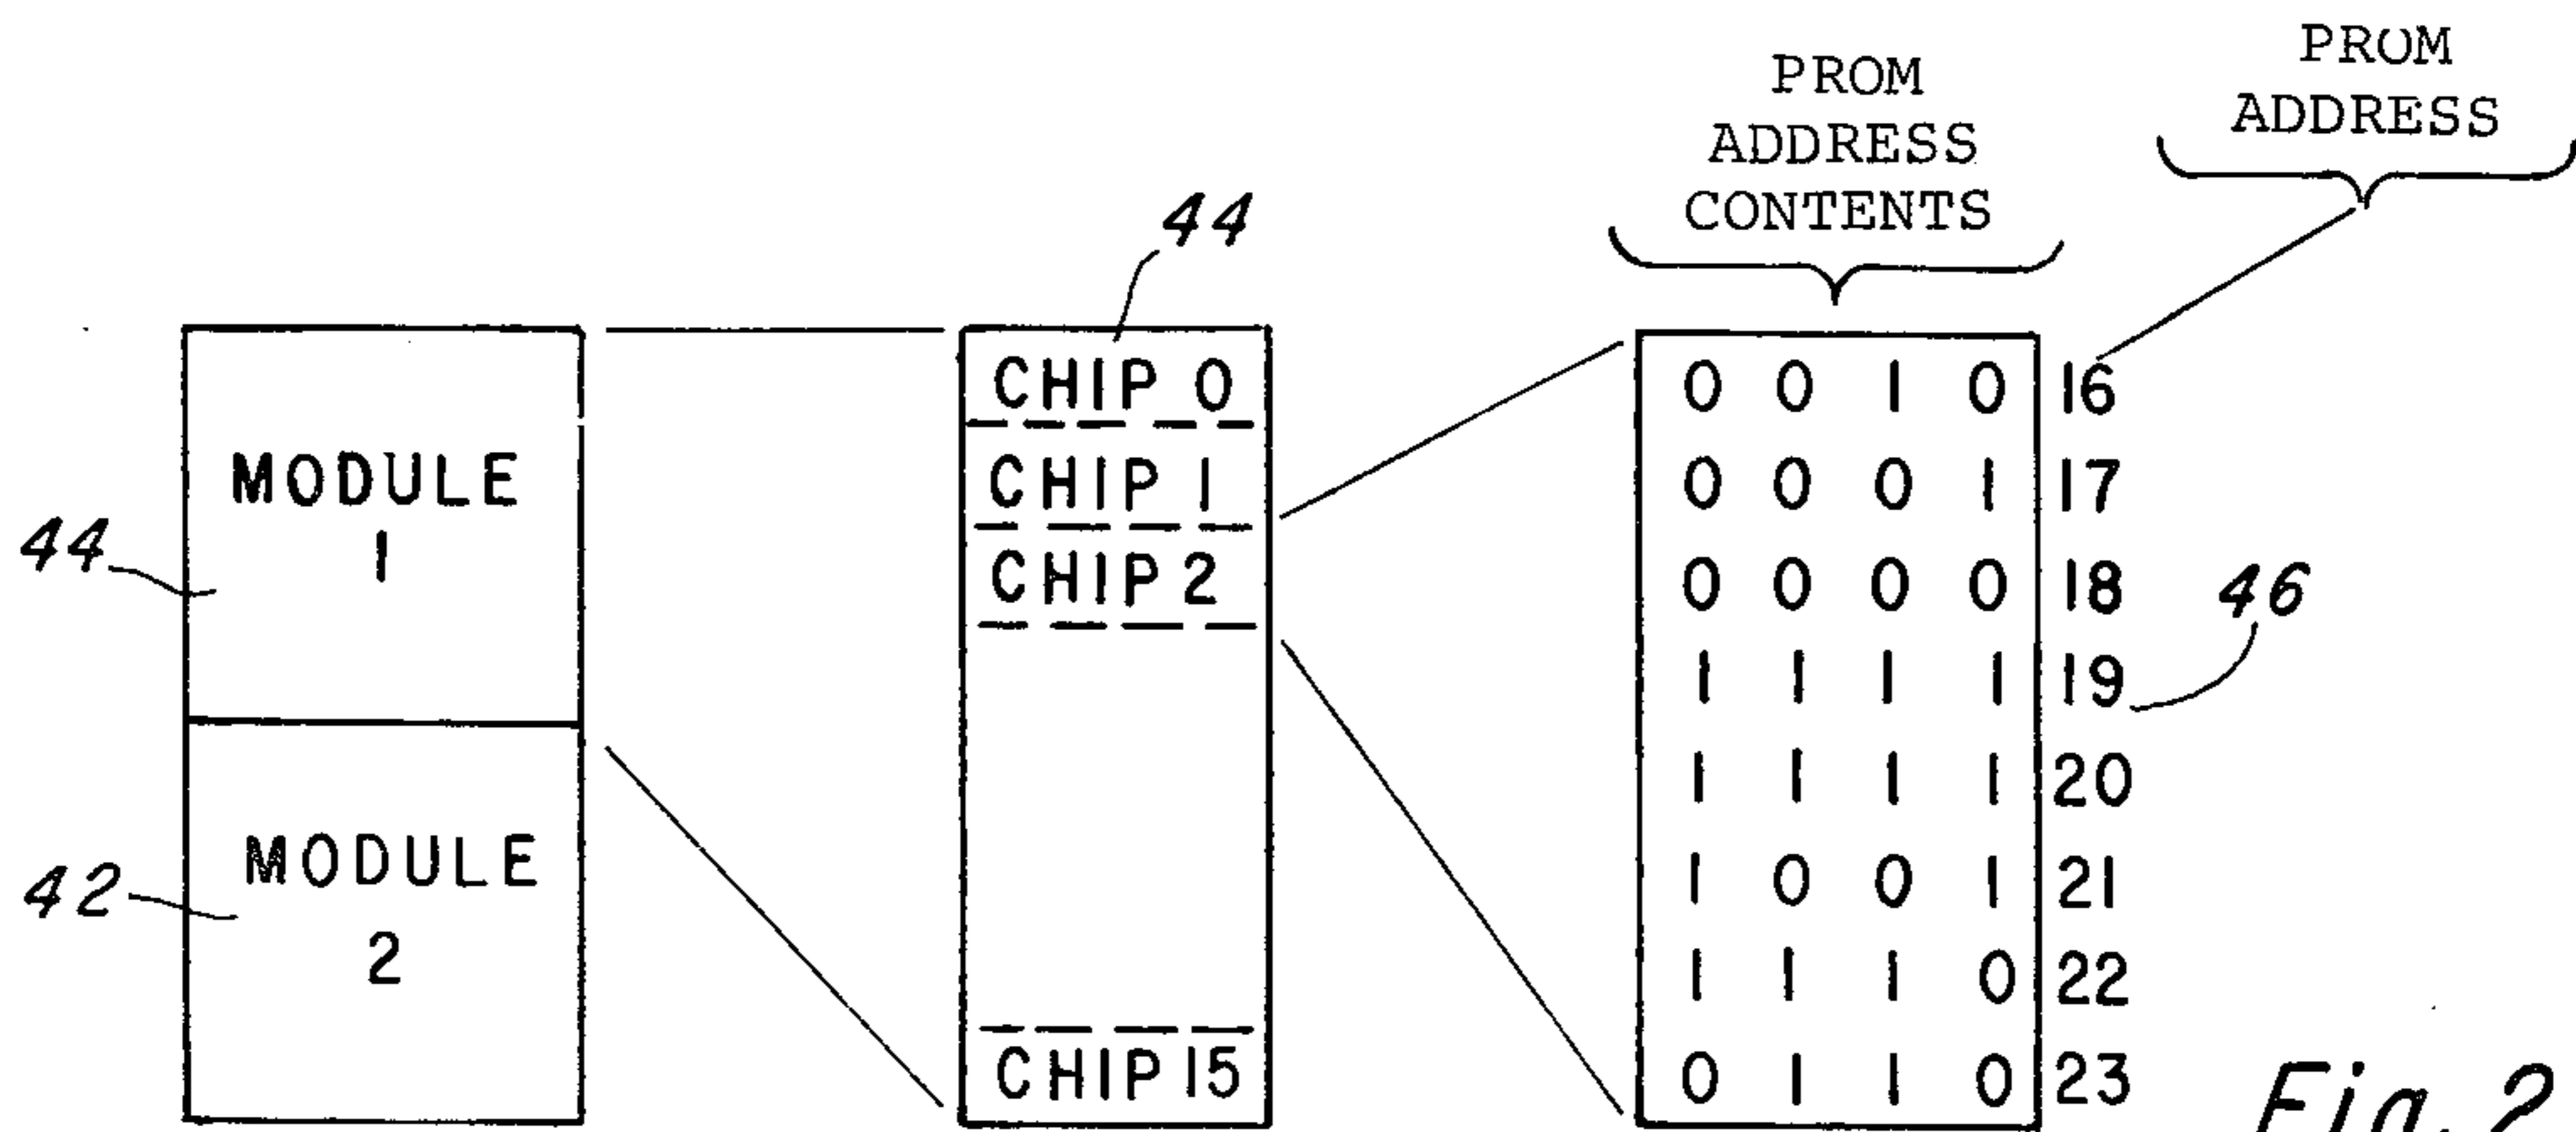 PROM
ADDRESS
PROM
ADDRESS
CONTENTS
44
MODULE
1
44
MODULE
2
42
CHIP 0
CHIP 1
CHIP 2
CHIP 15
0 0 1 0 16
0 0 0 1 17
0 0 0 0 18
1 1 1 1 19
46
1 1 1 1 20
1 0 0 1 21
1 1 1 0 22
0 1 1 0 23
Fig. 2